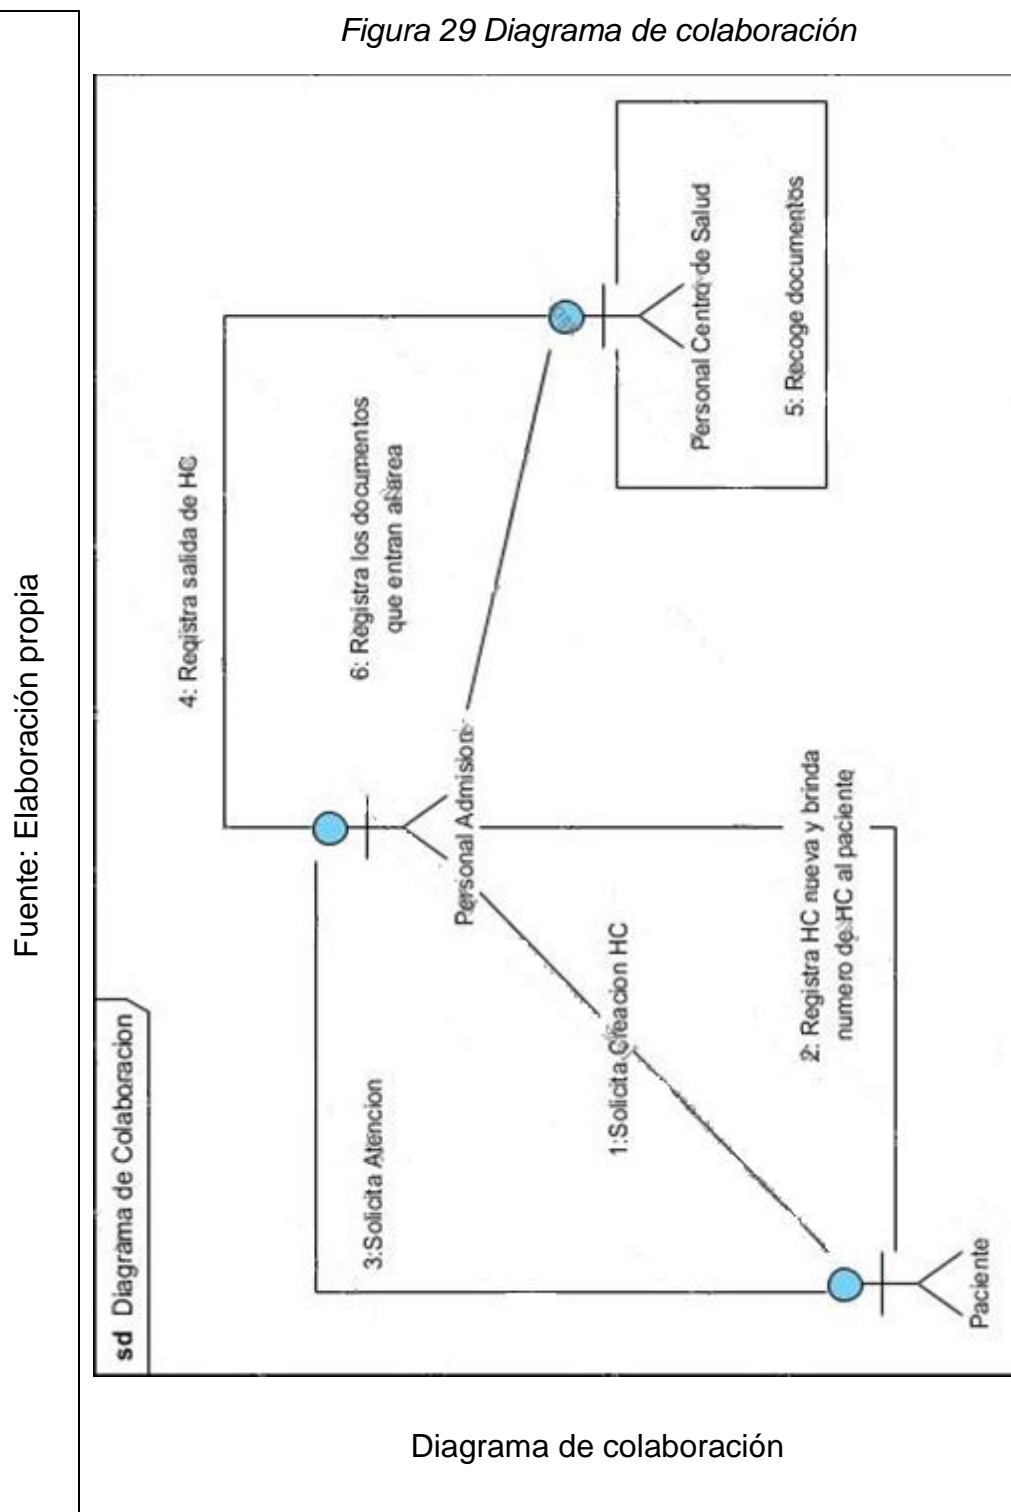 Figura 29 Diagrama de colaboración
sd Diagrama de Colaboracion
4: Registra salida de HC
6: Registra los documentos
que entran al area
3:Solicita Atencion
Personal Admision
1:Solicita Creacion HC
2: Registra HC nueva y brinda
numero de HC al paciente
Paciente
Personal Centro de Salud
5: Recoge documentos
Diagrama de colaboración
Fuente: Elaboración propia